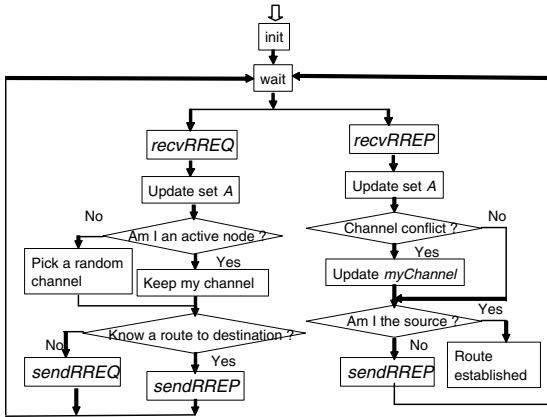 init
wait
recvRREQ
Update set A
Am I an active node ?
No
Pick a random
channel
Yes
Keep my channel
Know a route to destination ?
No
sendRREQ
Yes
sendRREP
recvRREP
Update set A
Channel conflict ?
No
Yes
Update myChannel
Am I the source ?
Yes
No
sendRREP
Route
established